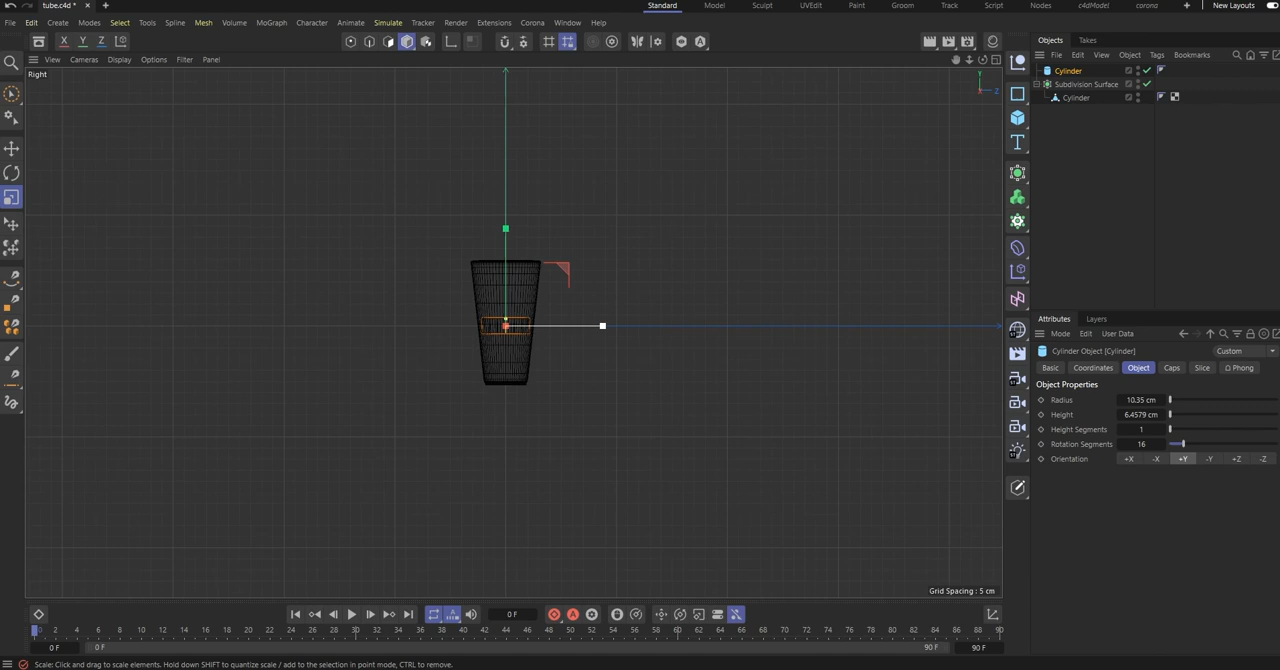 tube.c4d *
Standard Model Sculpt UVEdit Paint Groom Track Script Nodes c4dModel corona New Layouts
File Edit Create Modes Select Tools Spline Mesh Volume MoGraph Character Animate Simulate Tracker Render Extensions Corona Window Help
X Y Z
View Cameras Display Options Filter Panel
Right
Y
Z
Grid Spacing : 5 cm
Objects Takes
File Edit View Object Tags Bookmarks
Cylinder
Subdivision Surface
Cylinder
Attributes Layers
Mode Edit User Data
Cylinder Object [Cylinder] Custom
Basic Coordinates Object Caps Slice Phong
Object Properties
Radius 10.35 cm
Height 6.4579 cm
Height Segments 1
Rotation Segments 16
Orientation +X -X +Y -Y +Z -Z
0 F
0 2 4 6 8 10 12 14 16 18 20 22 24 26 28 30 32 34 36 38 40 42 44 46 48 50 52 54 56 58 60 62 64 66 68 70 72 74 76 78 80 82 84 86 88 90
0 F 0 F 90 F 90 F
Scale: Click and drag to scale elements. Hold down SHIFT to quantize scale / add to the selection in point mode, CTRL to remove.